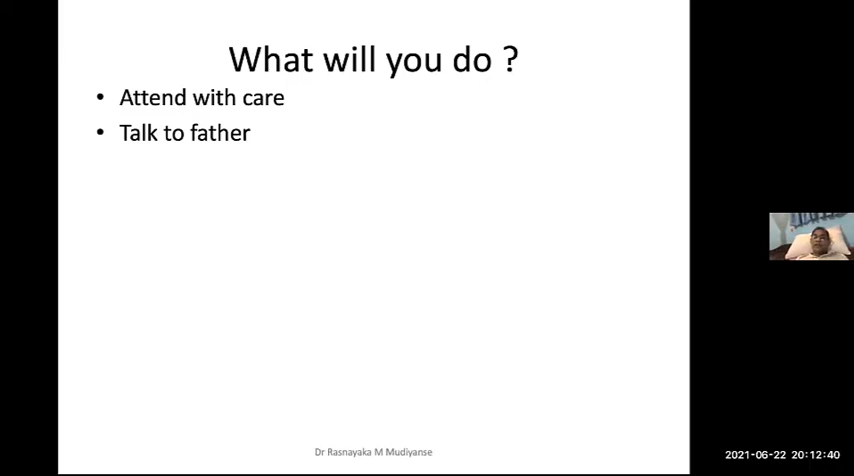 What will you do ?
• Attend with care
• Talk to father
Dr Rasnayaka M Mudiyanse
2021-06-22 20:12:40